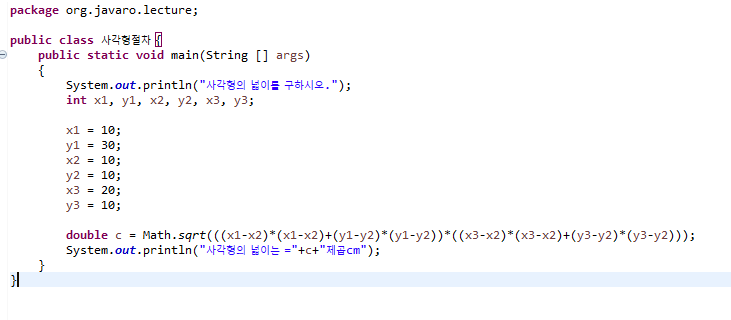 package org.javaro.lecture;
public class 사각형절차 {
public static void main(String [] args)
{
System.out.println("사각형의 넓이를 구하시오.");
int x1, y1, x2, y2, x3, y3;
x1 = 10;
y1 = 30;
x2 = 10;
y2 = 10;
x3 = 20;
y3 = 10;
double c = Math.sqrt(((x1-x2)*(x1-x2)+(y1-y2)*(y1-y2))*((x3-x2)*(x3-x2)+(y3-y2)*(y3-y2)));
System.out.println("사각형의 넓이는 ="+c+"제곱cm");
}
}